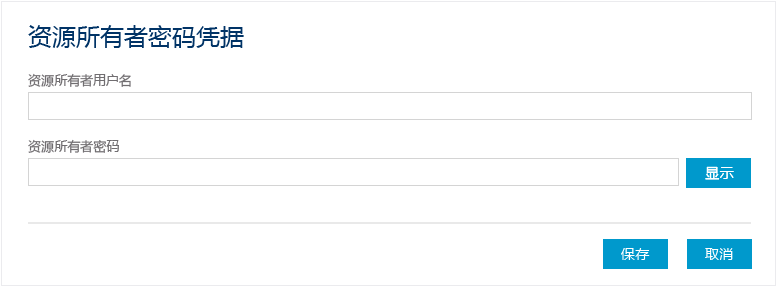 资源所有者密码凭据
资源所有者用户名
资源所有者密码
显示
保存
取消